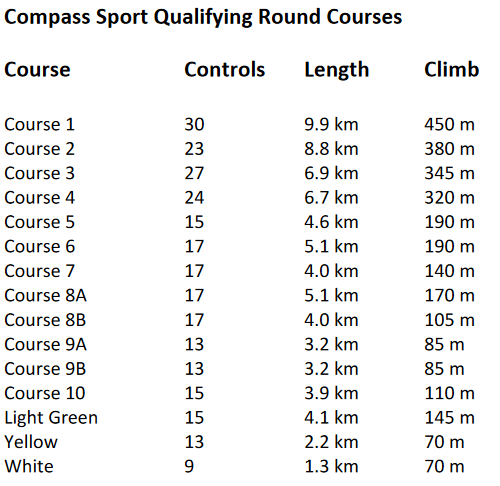 Compass Sport Qualifying Round Courses
Course Controls Length Climb
Course 1 30 9.9 km 450 m
Course 2 23 8.8 km 380 m
Course 3 27 6.9 km 345 m
Course 4 24 6.7 km 320 m
Course 5 15 4.6 km 190 m
Course 6 17 5.1 km 190 m
Course 7 17 4.0 km 140 m
Course 8A 17 5.1 km 170 m
Course 8B 17 4.0 km 105 m
Course 9A 13 3.2 km 85 m
Course 9B 13 3.2 km 85 m
Course 10 15 3.9 km 110 m
Light Green 15 4.1 km 145 m
Yellow 13 2.2 km 70 m
White 9 1.3 km 70 m